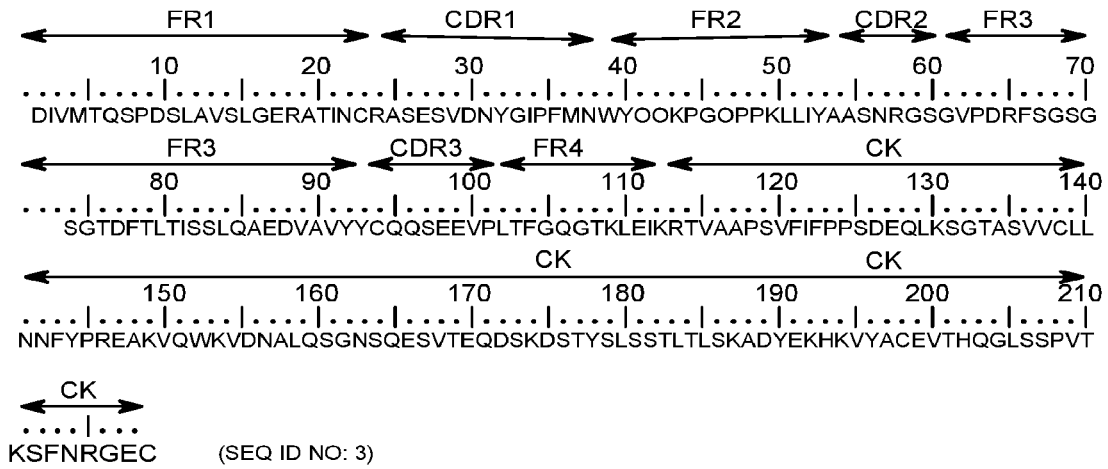 FR1 CDR1 FR2 CDR2 FR3
10 20 30 40 50 60 70
DIVMTQSPDSLAVSLGERATINCRASESVDNYGIPFMNWYOOKPGOPPKLLIYAASNRGSGVPDRFSGSG
FR3 CDR3 FR4 CK
80 90 100 110 120 130 140
SGTDFTLTISSLQAEDVAVYYCQQSEEVPLTFGQGTKLEIKRTVAAPSVFIFPPSDEQLKSGTASVVCLL
CK CK
150 160 170 180 190 200 210
NNFYPREAKVQWKVDNALQSGNSQESVTEQDSKDSTYSLSSTLTLSKADYEKHKVYACEVTHQGLSSPVT
CK
KSFNRGEC (SEQ ID NO: 3)